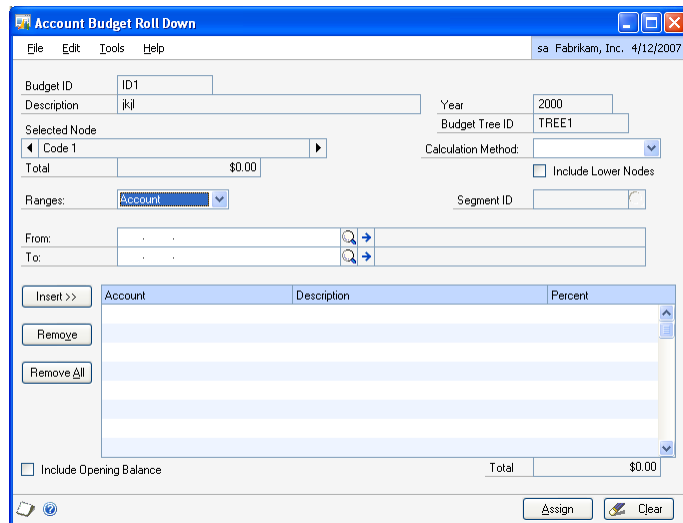 Account Budget Roll Down
File Edit Tools Help sa Fabrikam, Inc. 4/12/2007
Budget ID ID1
Description jkjl Year 2000
Budget Tree ID TREE1
Selected Node
Code 1 Calculation Method:
Total $0.00 Include Lower Nodes
Ranges: Account Segment ID
From:
To:
Insert >> Account Description Percent
Remove
Remove All
Include Opening Balance Total $0.00
Assign Clear